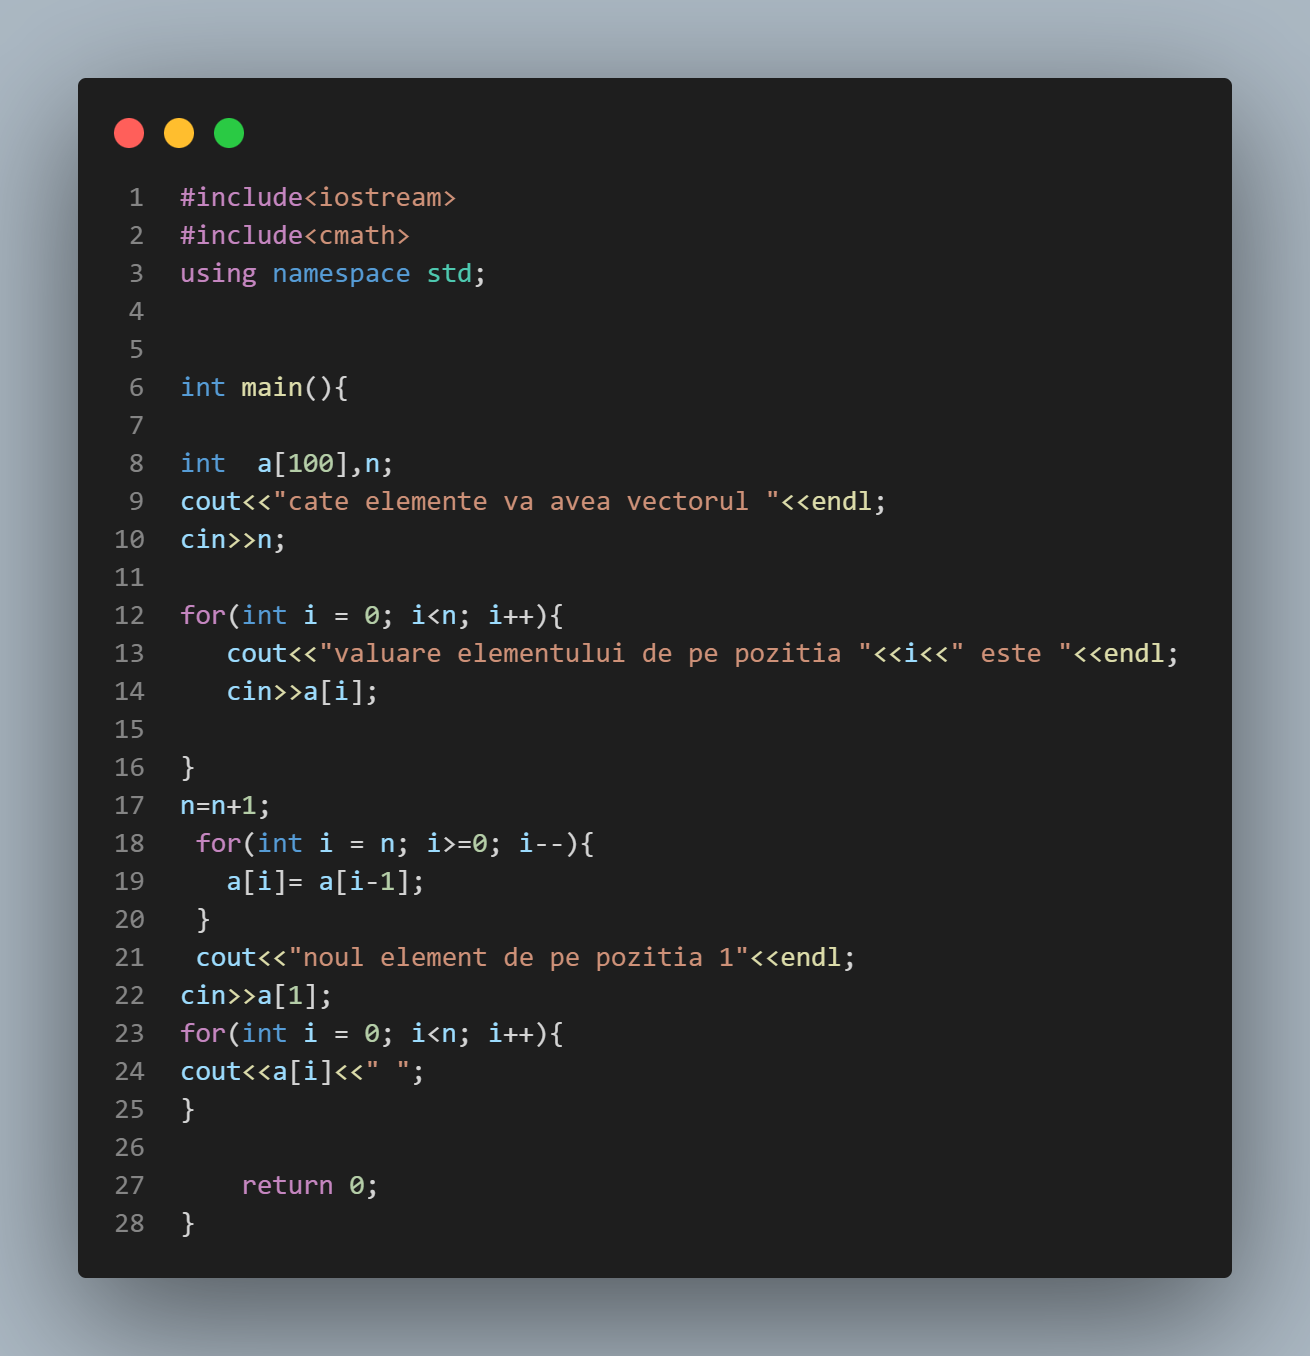 1 #include<iostream>
2 #include<cmath>
3 using namespace std;
4
5
6 int main(){
7
8 int  a[100],n;
9 cout<<"cate elemente va avea vectorul "<<endl;
10 cin>>n;
11
12 for(int i = 0; i<n; i++){
13    cout<<"valuare elementului de pe pozitia "<<i<<" este "<<endl;
14    cin>>a[i];
15
16 }
17 n=n+1;
18  for(int i = n; i>=0; i--){
19    a[i]= a[i-1];
20  }
21  cout<<"noul element de pe pozitia 1"<<endl;
22 cin>>a[1];
23 for(int i = 0; i<n; i++){
24 cout<<a[i]<<" ";
25 }
26
27     return 0;
28 }